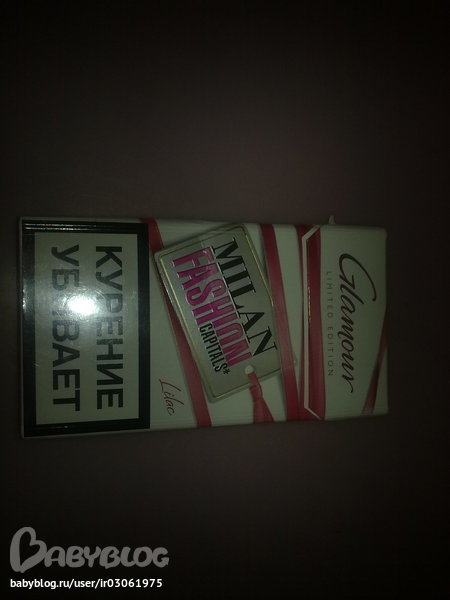 Glamour
LIMITED EDITION
MILAN
FASHION
CAPITALS*
Lilac
КУРЕНИЕ
УБИВАЕТ
BABYBLOG
babyblog.ru/user/ir03061975